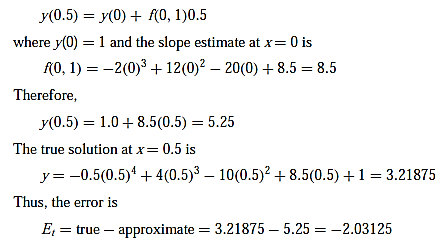 y(0.5) = y(0) + f(0, 1)0.5
where y(0) = 1 and the slope estimate at x = 0 is
f(0, 1) = −2(0)³ + 12(0)² − 20(0) + 8.5 = 8.5
Therefore,
y(0.5) = 1.0 + 8.5(0.5) = 5.25
The true solution at x = 0.5 is
y = −0.5(0.5)⁴ + 4(0.5)³ − 10(0.5)² + 8.5(0.5) + 1 = 3.21875
Thus, the error is
Eₜ = true − approximate = 3.21875 − 5.25 = −2.03125